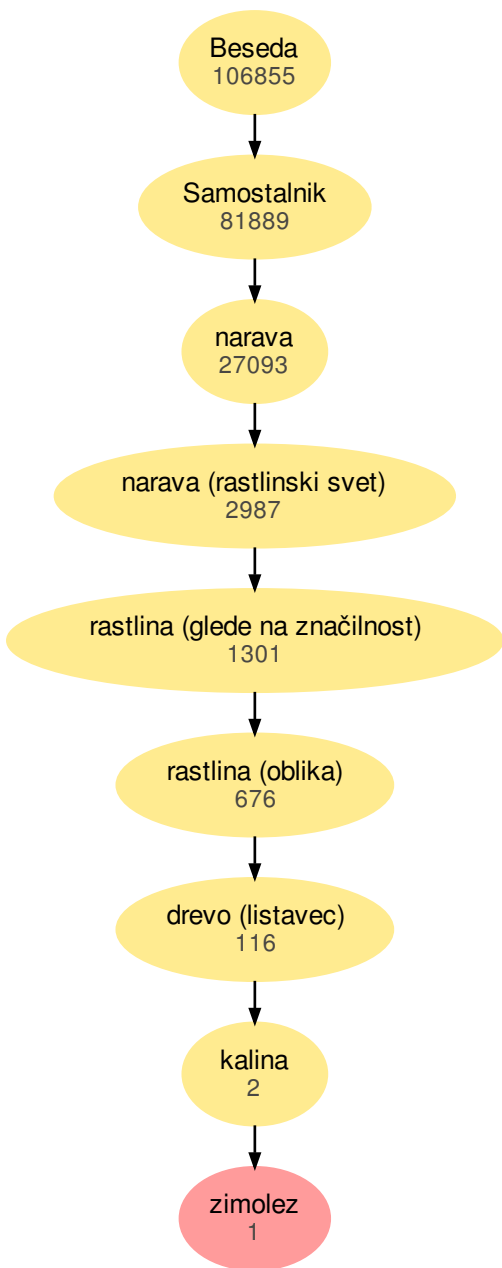 Beseda
106855
Samostalnik
81889
narava
27093
narava (rastlinski svet)
2987
rastlina (glede na značilnost)
1301
rastlina (oblika)
676
drevo (listavec)
116
kalina
2
zimolez
1